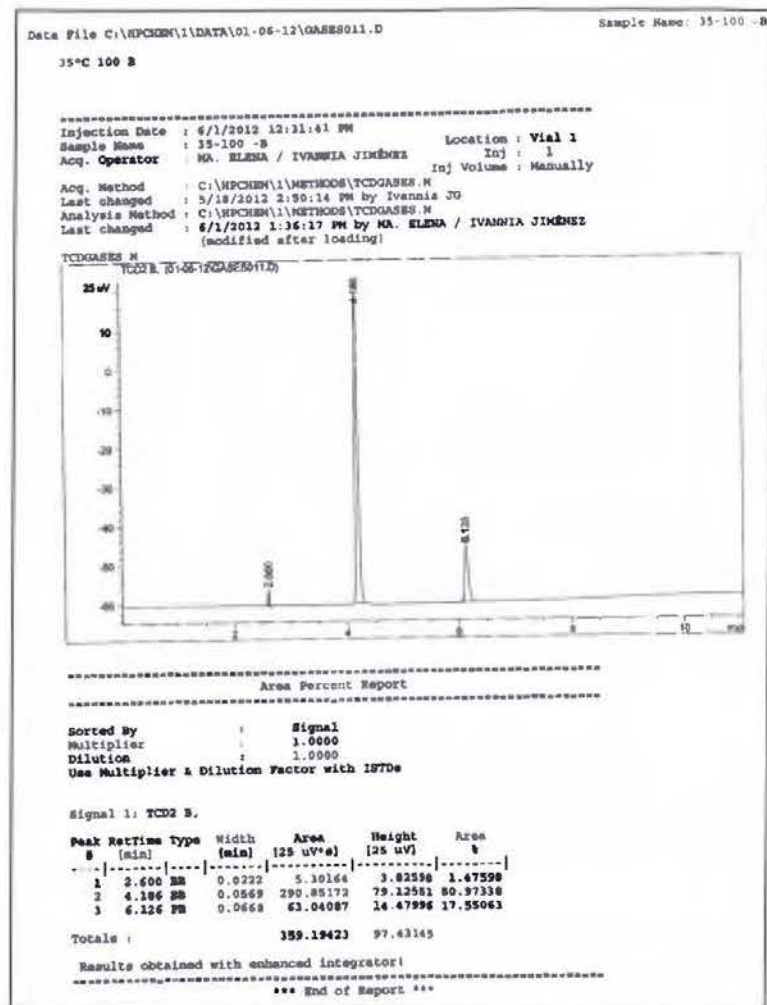 Data File C:\HPCHEM\1\DATA\01-06-12\GASES011.D
Sample Name: 35-100 -B
35°C 100 B
======================================================================
Injection Date : 6/1/2012 12:31:41 PM
Sample Name : 35-100 -B Location : Vial 1
Acq. Operator : MA. ELENA / IVANNIA JIMÉNEZ Inj : 1
Inj Volume : Manually
Acq. Method : C:\HPCHEM\1\METHODS\TCDGASES.M
Last changed : 5/18/2012 2:50:14 PM by Ivannia JG
Analysis Method : C:\HPCHEM\1\METHODS\TCDGASES.M
Last changed : 6/1/2012 1:36:17 PM by MA. ELENA / IVANNIA JIMÉNEZ
(modified after loading)
TCDGASES M
TCD2 B, (01-06-12\GASES011.D)
25 uV
10
0
-10
-20
-30
-40
-50
-60
2.600
4.186
6.126
2 4 6 8 10 min
======================================================================
Area Percent Report
======================================================================
Sorted By : Signal
Multiplier : 1.0000
Dilution : 1.0000
Use Multiplier & Dilution Factor with ISTDs
Signal 1: TCD2 B,
Peak RetTime Type Width Area Height Area
# [min] [min] [25 uV*s] [25 uV] %
----|-------|----|-------|----------|----------|--------|
1 2.600 BB 0.0222 5.30164 3.82598 1.47598
2 4.186 BB 0.0569 290.85172 79.12551 80.97338
3 6.126 PB 0.0668 63.04087 14.47996 17.55063
Totals : 359.19423 97.43145
Results obtained with enhanced integrator!
======================================================================
*** End of Report ***